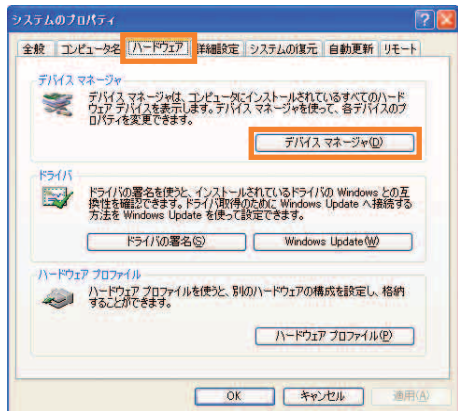 システムのプロパティ
全般 コンピュータ名 ハードウェア 詳細設定 システムの復元 自動更新 リモート
デバイス マネージャ
デバイス マネージャは、コンピュータにインストールされているすべてのハード
ウェア デバイスを表示します。デバイス マネージャを使って、各デバイスのプ
ロパティを変更できます。
デバイス マネージャ(D)
ドライバ
ドライバの署名を使うと、インストールされているドライバの Windows との互
換性を確認できます。ドライバ取得のために Windows Update へ接続する
方法を Windows Update を使って設定できます。
ドライバの署名(S) Windows Update(W)
ハードウェア プロファイル
ハードウェア プロファイルを使うと、別のハードウェアの構成を設定し、格納
することができます。
ハードウェア プロファイル(P)
OK キャンセル 適用(A)